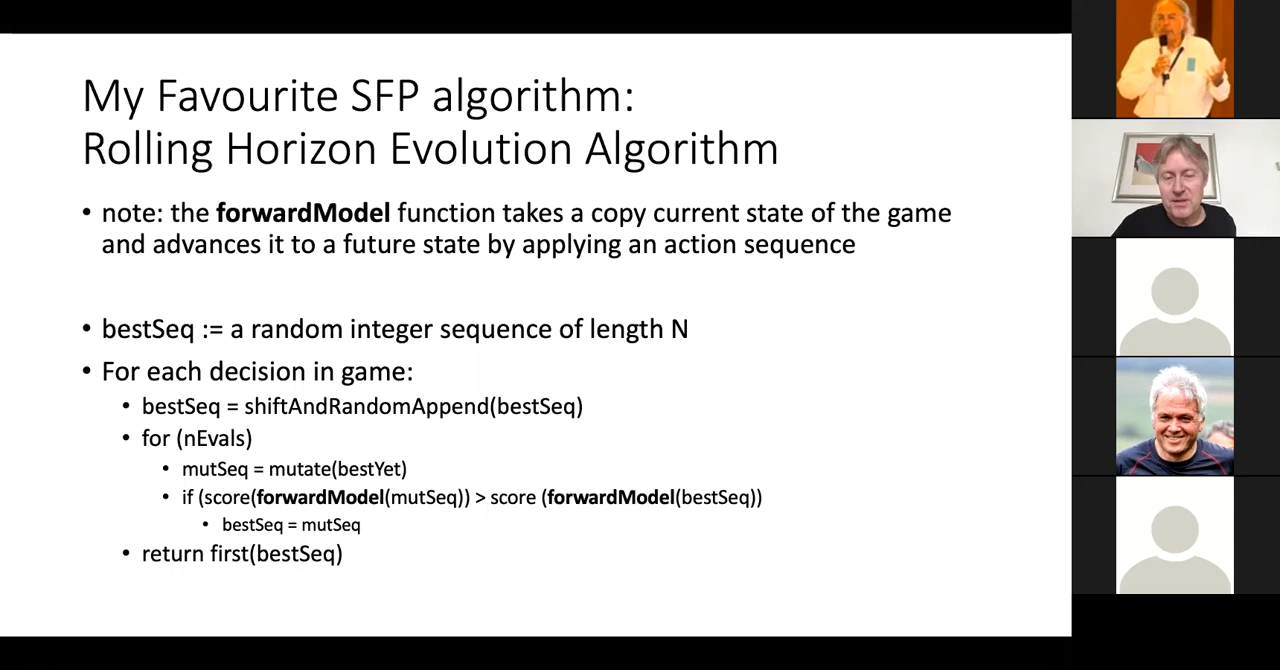 My Favourite SFP algorithm:
Rolling Horizon Evolution Algorithm
• note: the forwardModel function takes a copy current state of the game
and advances it to a future state by applying an action sequence
• bestSeq := a random integer sequence of length N
• For each decision in game:
• bestSeq = shiftAndRandomAppend(bestSeq)
• for (nEvals)
• mutSeq = mutate(bestYet)
• if (score(forwardModel(mutSeq)) > score (forwardModel(bestSeq))
• bestSeq = mutSeq
• return first(bestSeq)